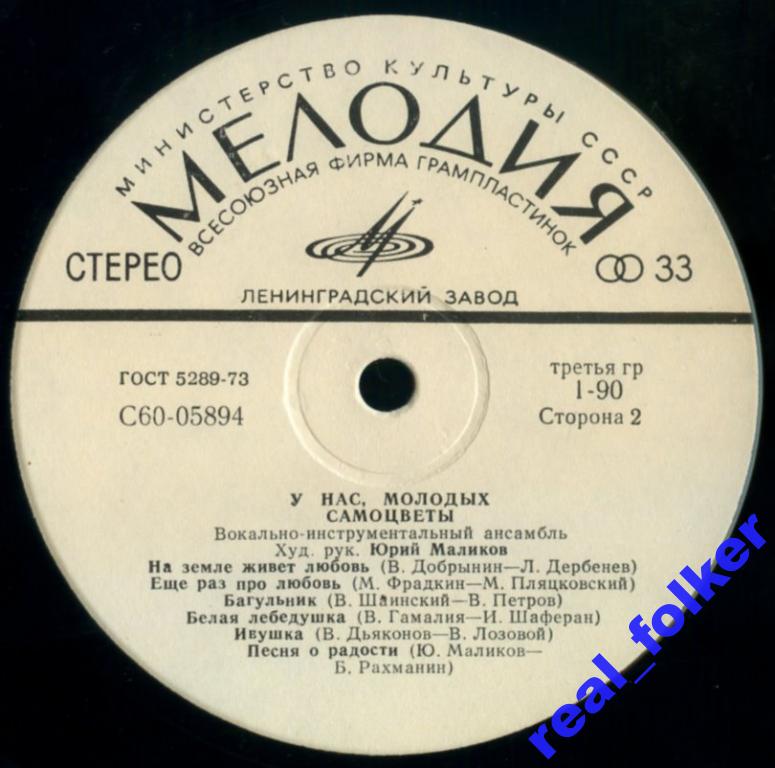 МИНИСТЕРСТВО КУЛЬТУРЫ СССР
МЕЛОДИЯ
ВСЕСОЮЗНАЯ ФИРМА ГРАМПЛАСТИНОК
СТЕРЕО
33
ЛЕНИНГРАДСКИЙ ЗАВОД
ГОСТ 5289-73
С60-05894
третья гр
1-90
Сторона 2
У НАС, МОЛОДЫХ
САМОЦВЕТЫ
Вокально-инструментальный ансамбль
Худ. рук. Юрий Маликов
На земле живет любовь (В. Добрынин—Л. Дербенев)
Еще раз про любовь (М. Фрадкин—М. Пляцковский)
Багульник (В. Шаинский—В. Петров)
Белая лебедушка (В. Гамалия—И. Шаферан)
Ивушка (В. Дьяконов—В. Лозовой)
Песня о радости (Ю. Маликов—
Б. Рахманин)
real_folker